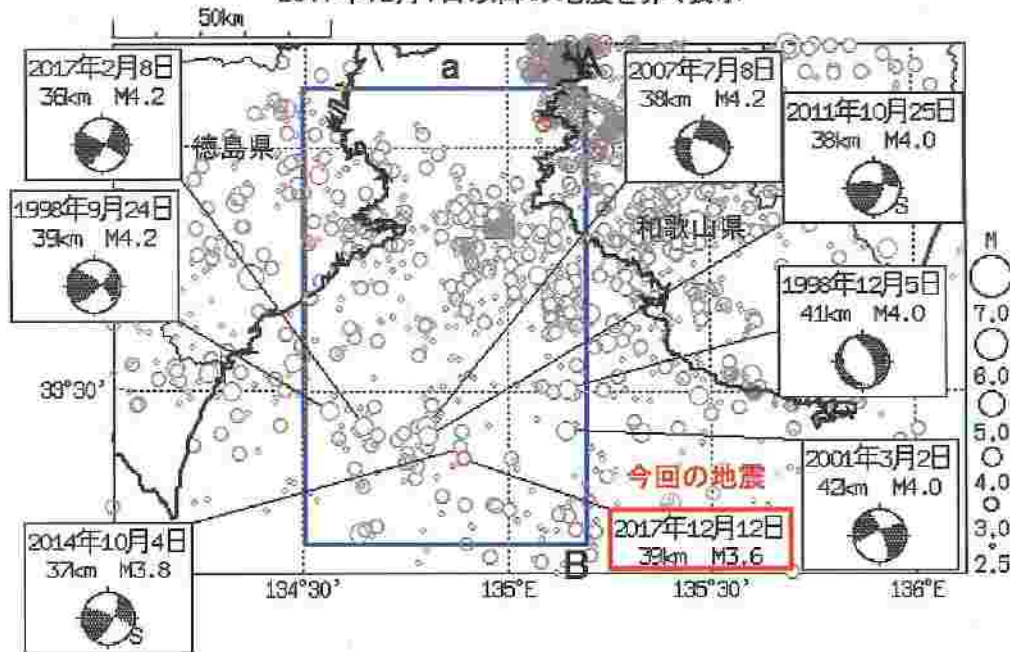 50km
a
A
2017年2月8日
38km M4.2
2007年7月8日
38km M4.2
2011年10月25日
38km M4.0
S
徳島県
1998年9月24日
39km M4.2
和歌山県
1998年12月5日
41km M4.0
M
7.0
6.0
5.0
4.0
3.0
2.5
33°30'
今回の地震
2001年3月2日
42km M4.0
2014年10月4日
37km M3.8
S
2017年12月12日
39km M3.6
B
134°30'
135°E
135°30'
136°E